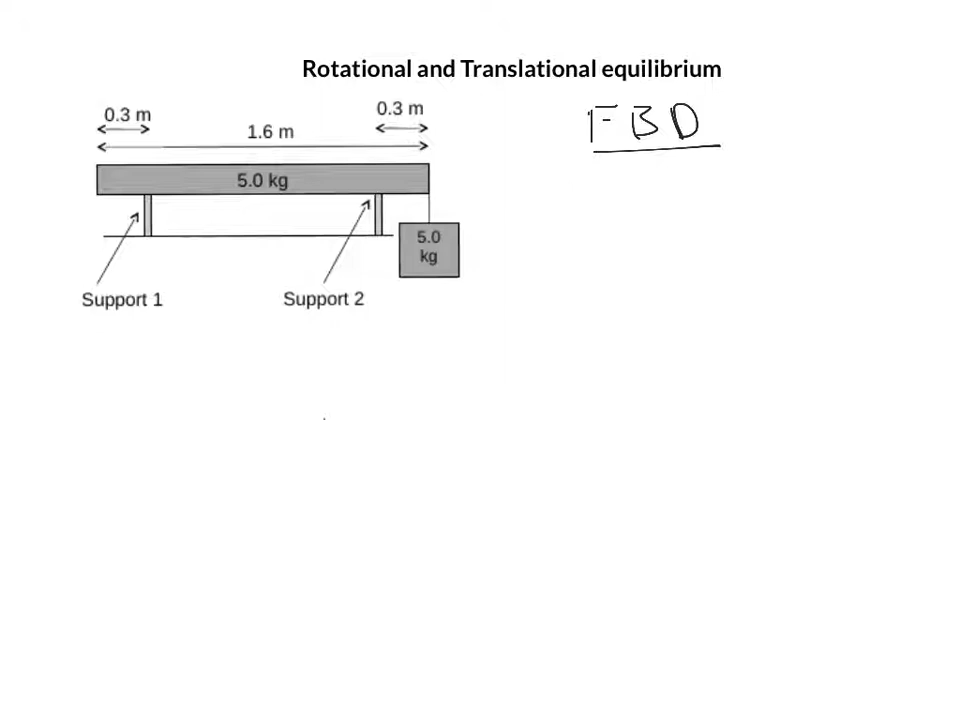 Rotational and Translational equilibrium
0.3 m
0.3 m
1.6 m
FBD
5.0 kg
5.0
kg
Support 1
Support 2